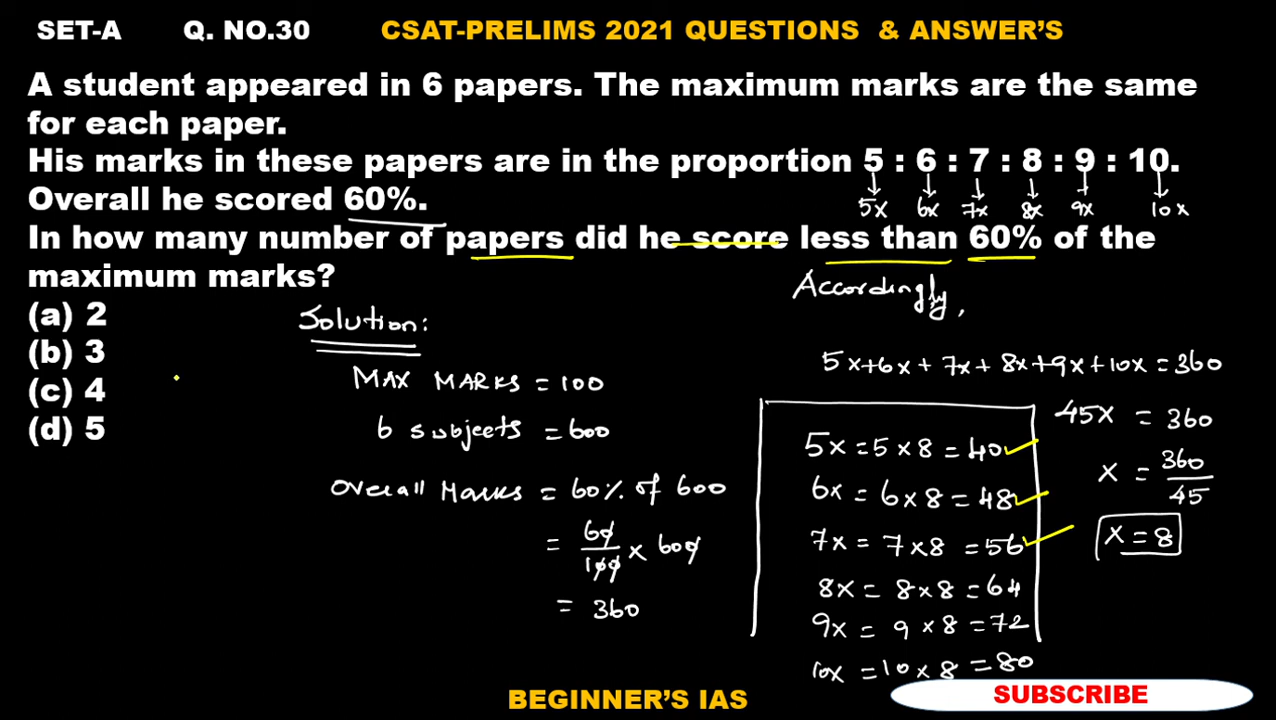 SET-A Q. NO.30 CSAT-PRELIMS 2021 QUESTIONS & ANSWER'S
A student appeared in 6 papers. The maximum marks are the same
for each paper.
His marks in these papers are in the proportion 5 : 6 : 7 : 8 : 9 : 10.
Overall he scored 60%.
5x 6x 7x 8x 9x 10x
In how many number of papers did he score less than 60% of the
maximum marks?
(a) 2
(b) 3
(c) 4
(d) 5
Solution:
MAX MARKS = 100
6 subjects = 600
Overall Marks = 60% of 600
= 60/100 x 600
= 360
Accordingly,
5x+6x+7x+8x+9x+10x=360
45x = 360
x = 360/45
x = 8
5x = 5 x 8 = 40
6x = 6 x 8 = 48
7x = 7 x 8 = 56
8x = 8 x 8 = 64
9x = 9 x 8 = 72
10x = 10 x 8 = 80
BEGINNER'S IAS
SUBSCRIBE